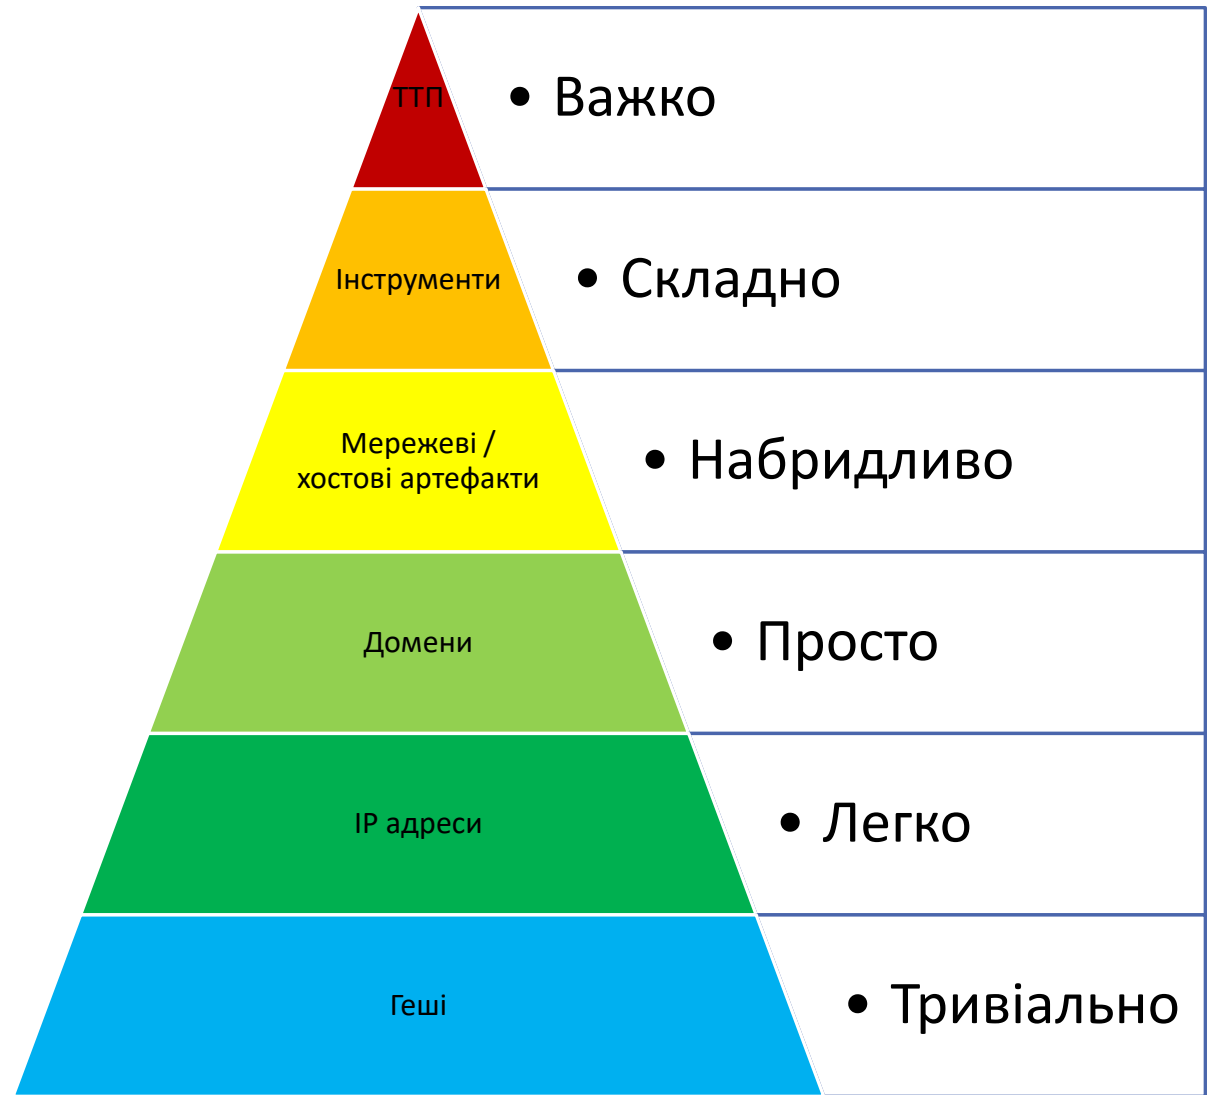 ТТП
• Важко
Інструменти
• Складно
Мережеві /
хостові артефакти
• Набридливо
Домени
• Просто
IP адреси
• Легко
Геші
• Тривіально